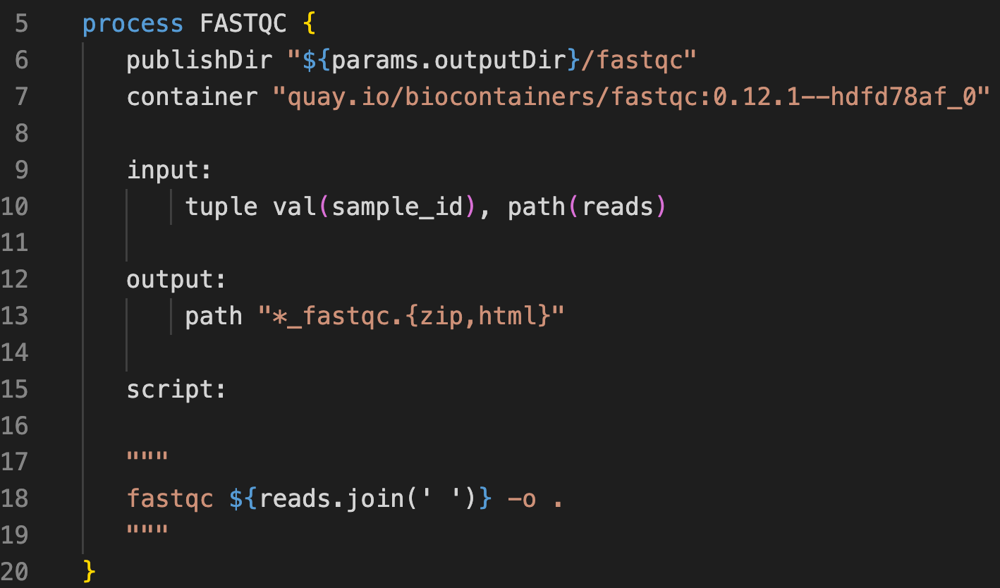 5 process FASTQC {
6 publishDir "${params.outputDir}/fastqc"
7 container "quay.io/biocontainers/fastqc:0.12.1--hdfd78af_0"
8
9 input:
10 tuple val(sample_id), path(reads)
11
12 output:
13 path "*_fastqc.{zip,html}"
14
15 script:
16
17 """
18 fastqc ${reads.join(' ')} -o .
19 """
20 }